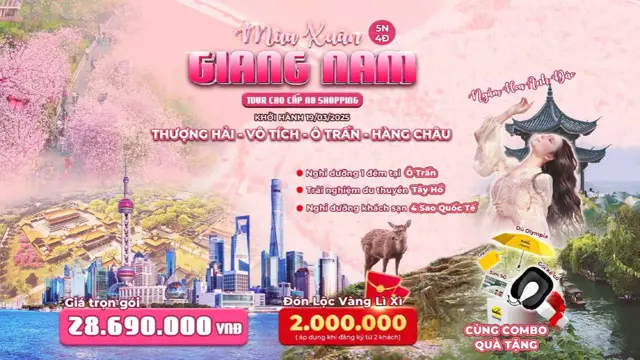 Mùa Xuân
5N
4Đ
GIANG NAM
TOUR CAO CẤP NO SHOPPING
KHỞI HÀNH 19/03/2025
THƯỢNG HẢI - VÔ TÍCH - Ô TRẤN - HÀNG CHÂU
Ngắm Hoa Anh Đào
Nghỉ dưỡng 1 đêm tại Ô Trấn
Trải nghiệm du thuyền Tây Hồ
Nghỉ dưỡng khách sạn 4 Sao Quốc Tế
Dù Olympia
Giá trọn gói
28.690.000 VNĐ
Đón Lộc Vàng Lì Xì
2.000.000
( áp dụng khi đăng ký từ 2 khách)
CÙNG COMBO
QUÀ TẶNG